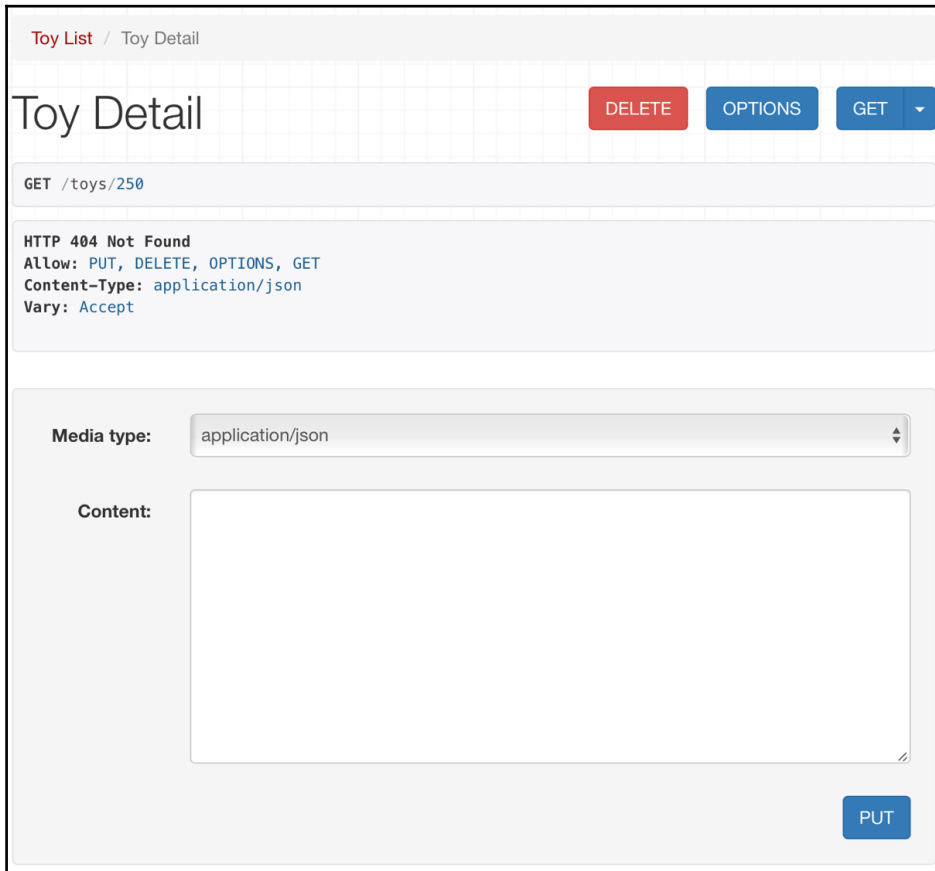 Toy List / Toy Detail
Toy Detail DELETE OPTIONS GET
GET /toys/250
HTTP 404 Not Found
Allow: PUT, DELETE, OPTIONS, GET
Content-Type: application/json
Vary: Accept
Media type: application/json
Content:
PUT